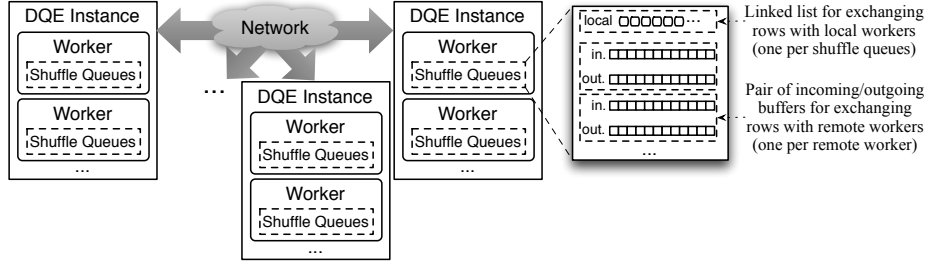 DQE Instance
Worker
Shuffle Queues
Worker
Shuffle Queues
...
Network
...
DQE Instance
Worker
Shuffle Queues
Worker
Shuffle Queues
...
DQE Instance
Worker
Shuffle Queues
Worker
Shuffle Queues
...
local ...
in.
out.
in.
out.
...
Linked list for exchanging
rows with local workers
(one per shuffle queues)
Pair of incoming/outgoing
buffers for exchanging
rows with remote workers
(one per remote worker)